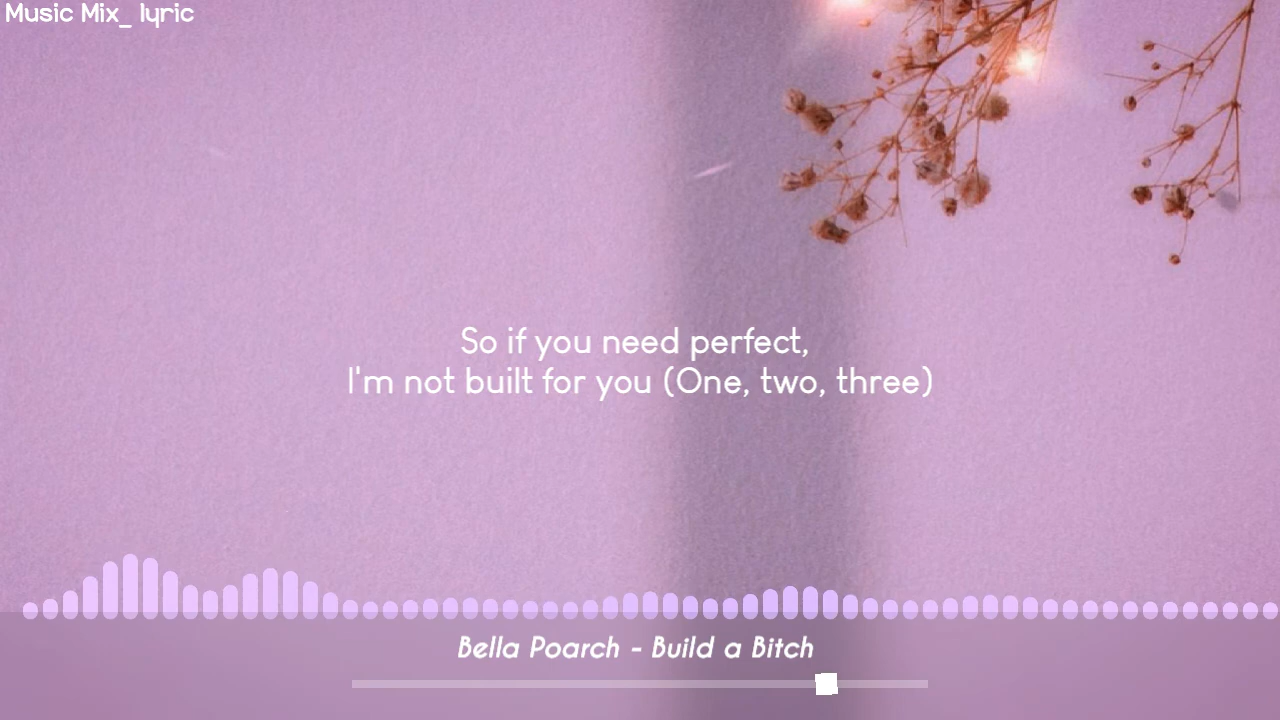 Music Mix_ lyric
So if you need perfect,
I'm not built for you (One, two, three)
Bella Poarch - Build a Bitch